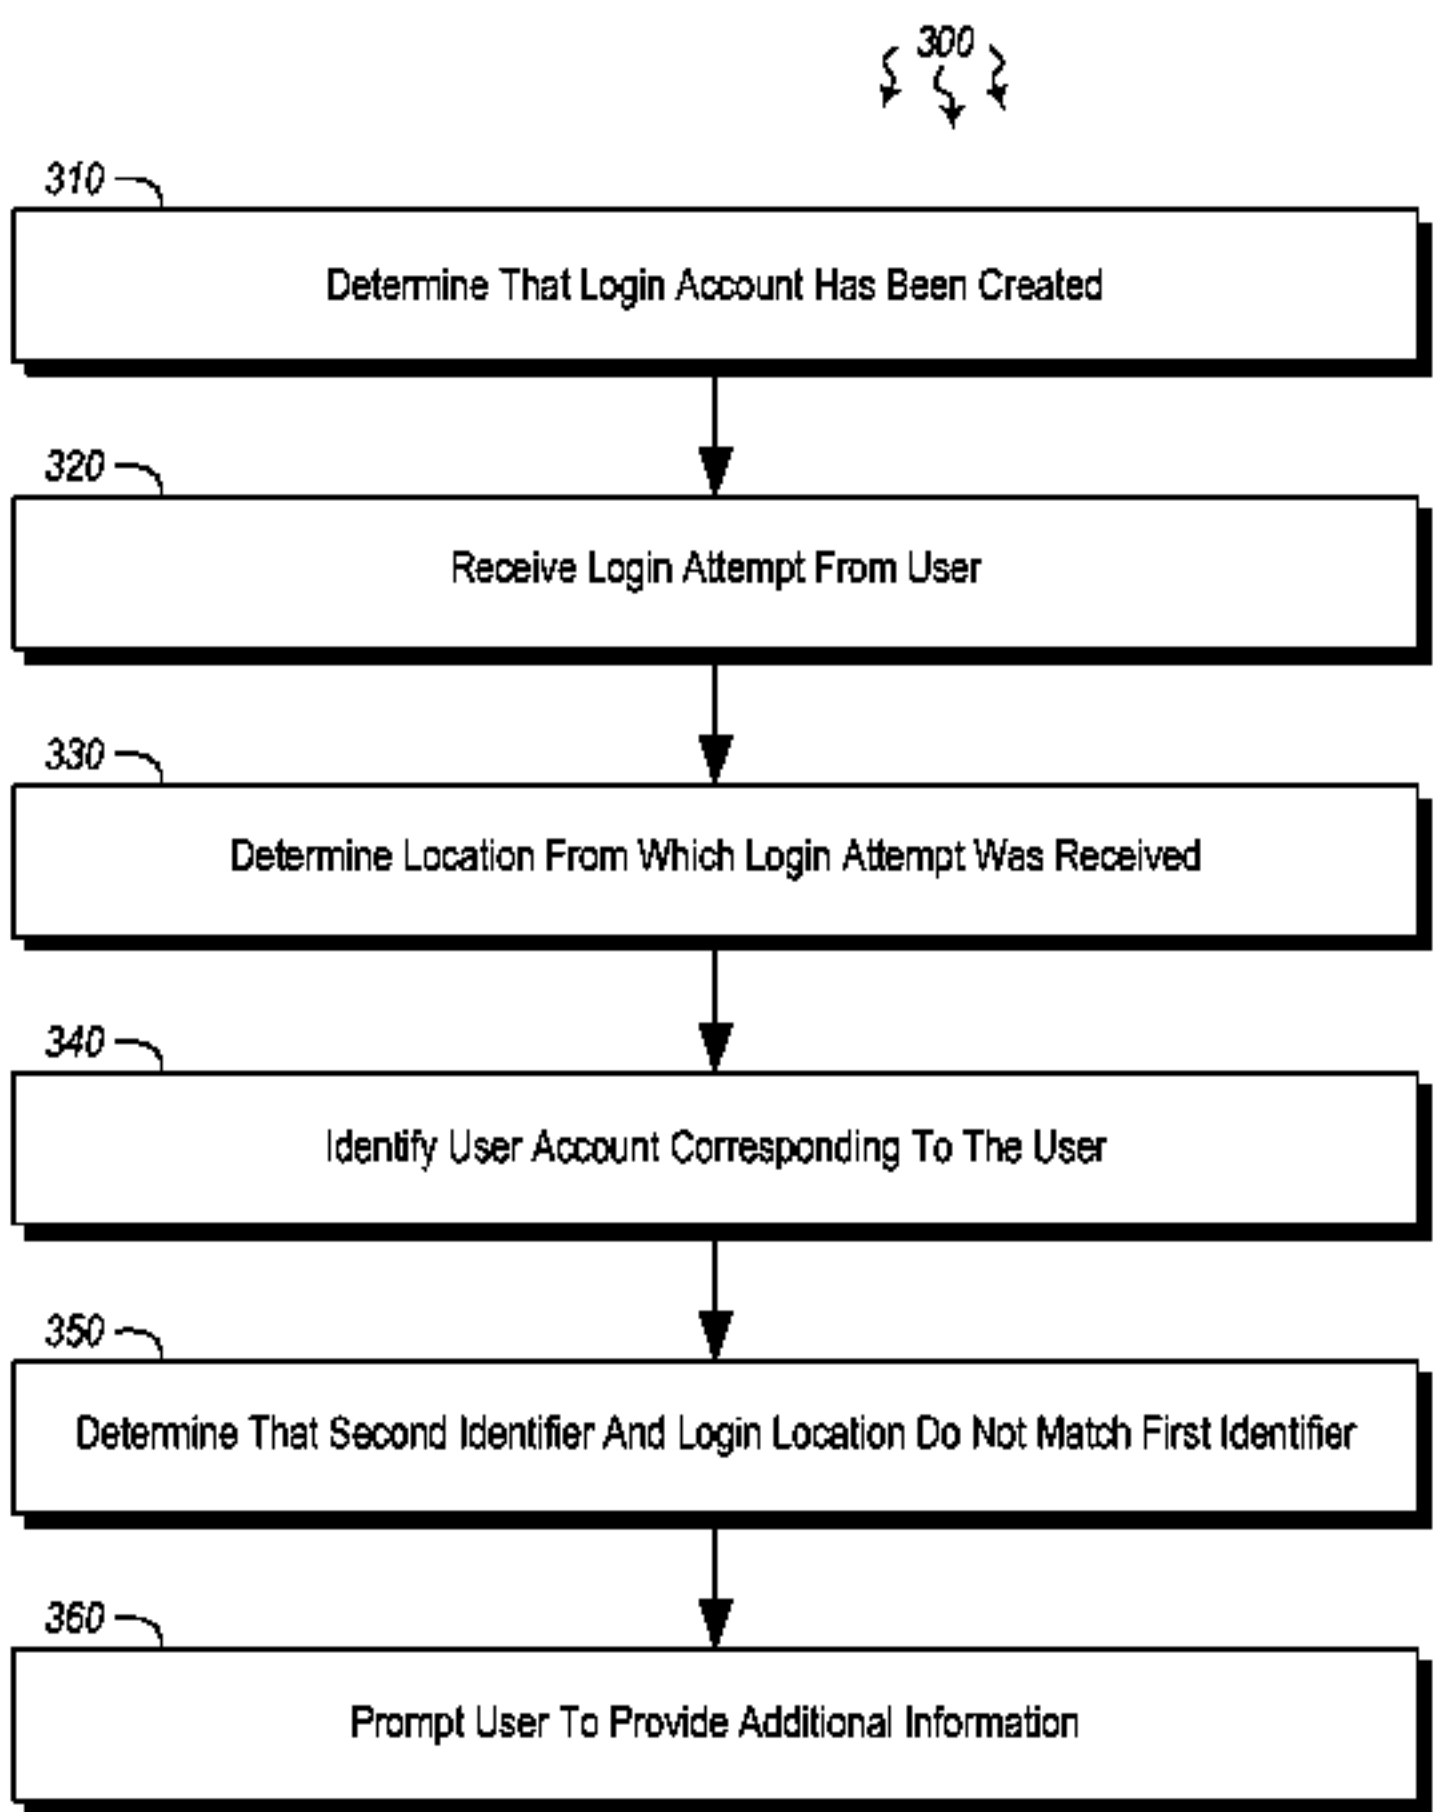 300
310
Determine That Login Account Has Been Created
320
Receive Login Attempt From User
330
Determine Location From Which Login Attempt Was Received
340
Identify User Account Corresponding To The User
350
Determine That Second Identifier And Login Location Do Not Match First Identifier
360
Prompt User To Provide Additional Information